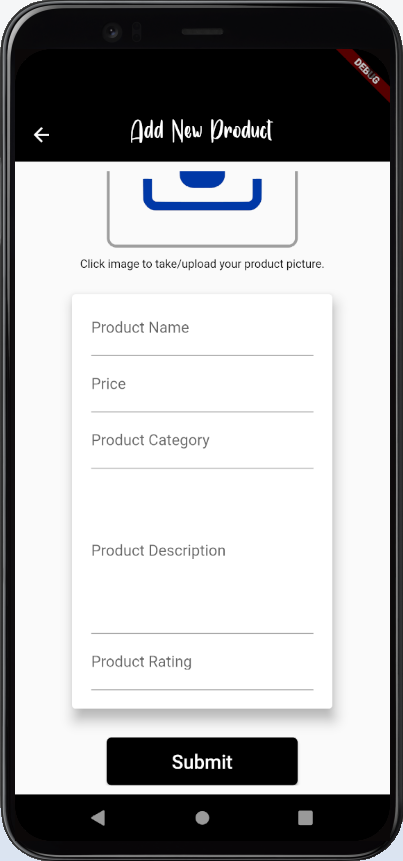 DEBUG
Add New Product
Click image to take/upload your product picture.
Product Name
Price
Product Category
Product Description
Product Rating
Submit